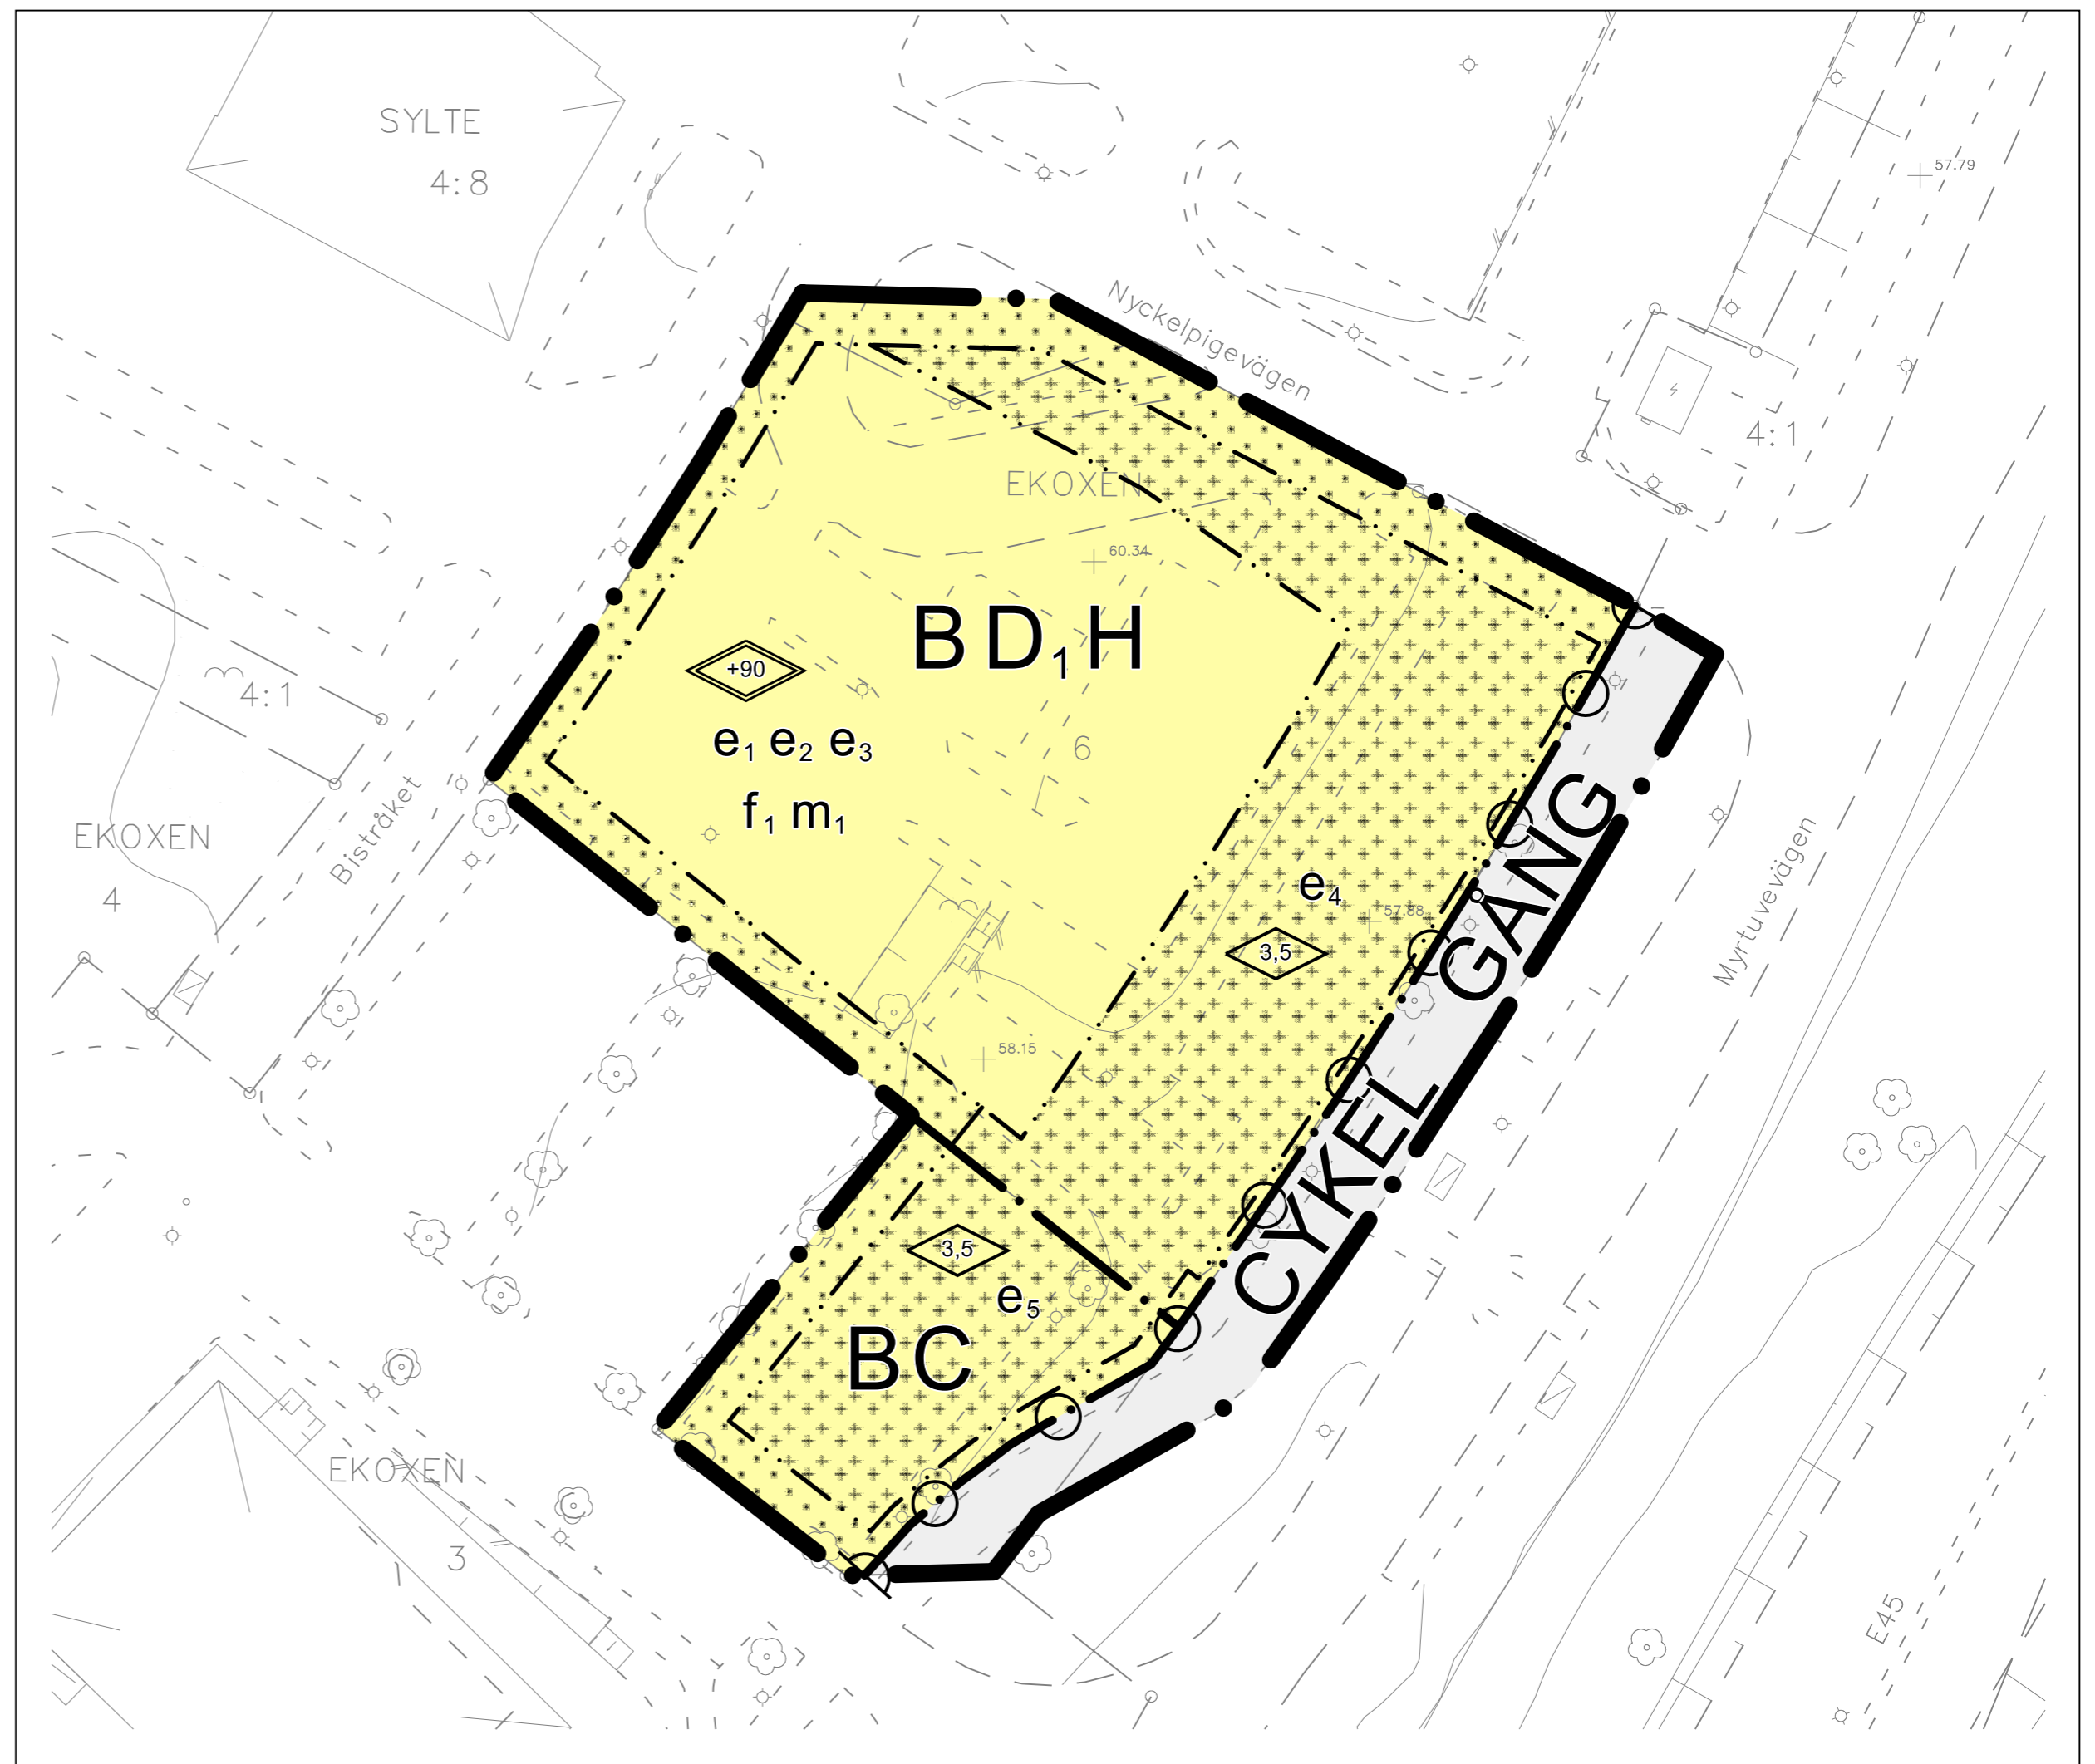 SYLTE
4:8
57.79
Nyckelpigevägen
4:1
EKOXEN
60.34
BD₁H
+90
e₁ e₂ e₃
6
f₁ m₁
4:1
Bistråket
EKOXEN
4
e₄
57.88
3,5
GÅNG
CYKEL
Myrtuvevägen
58.15
3,5
e₅
BC
EKOXEN
3
E45